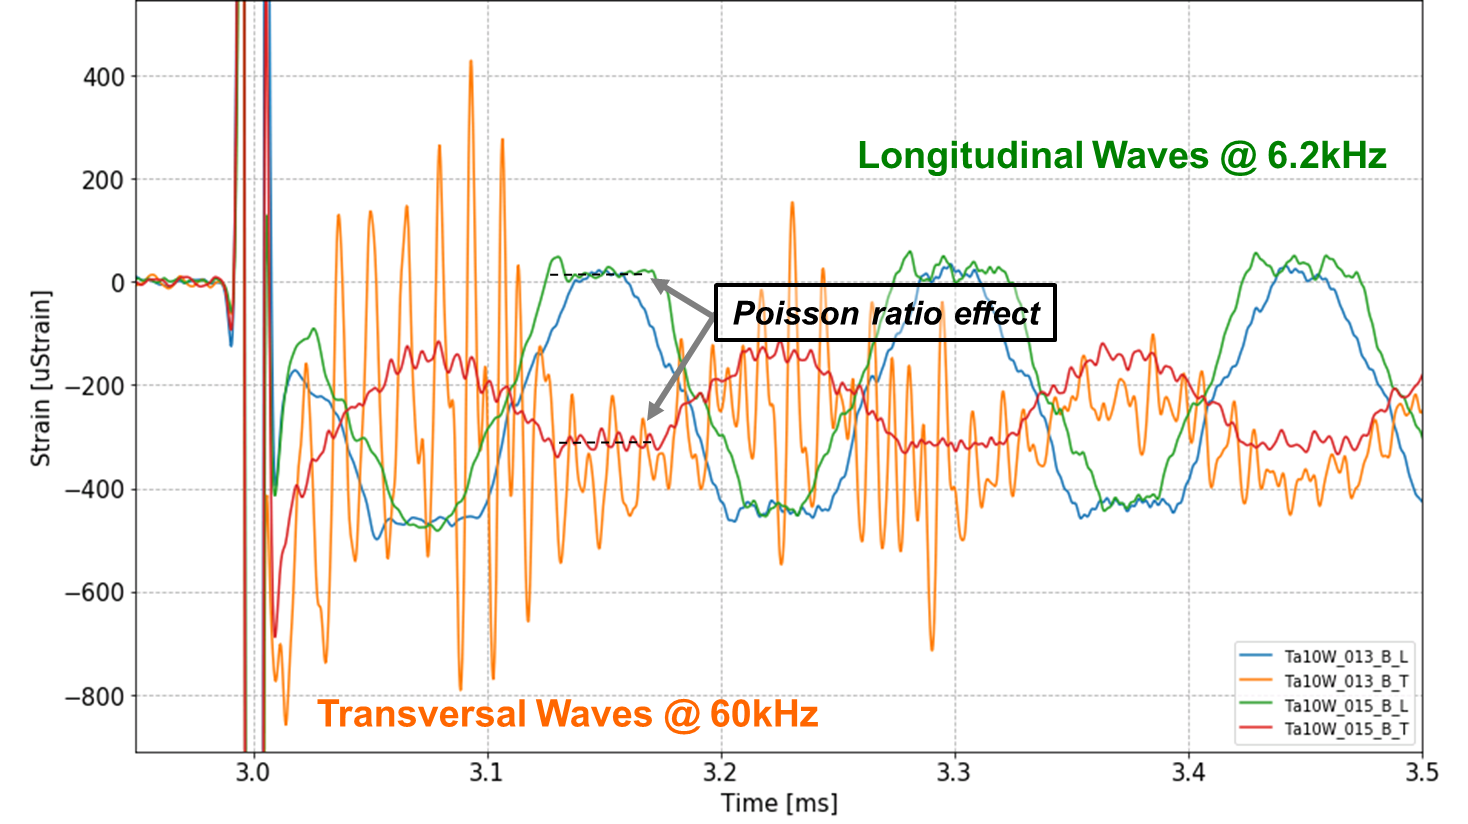 400
200
0
−200
−400
−600
−800
Strain [uStrain]
Longitudinal Waves @ 6.2kHz
Poisson ratio effect
Transversal Waves @ 60kHz
Ta10W_013_B_L
Ta10W_013_B_T
Ta10W_015_B_L
Ta10W_015_B_T
3.0 3.1 3.2 3.3 3.4 3.5
Time [ms]